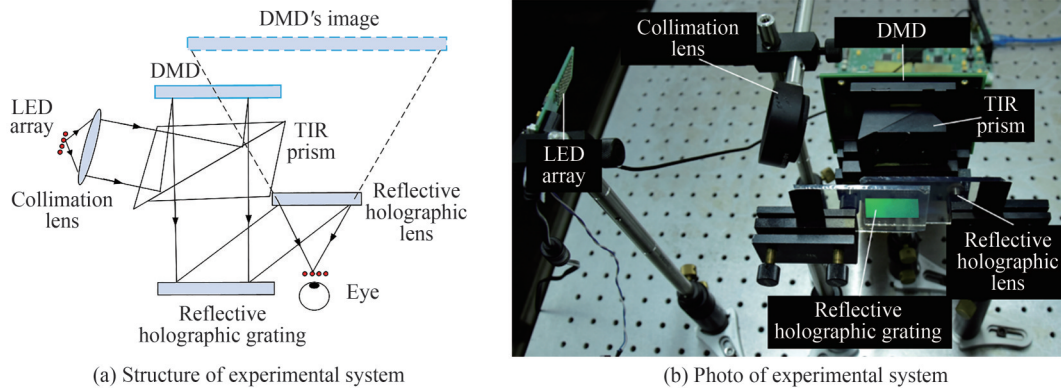 DMD's image
DMD
LED
array
TIR
prism
Collimation
lens
Reflective
holographic
lens
Eye
Reflective
holographic grating
(a) Structure of experimental system
Collimation
lens
DMD
TIR
prism
LED
array
Reflective
holographic
lens
Reflective
holographic grating
(b) Photo of experimental system